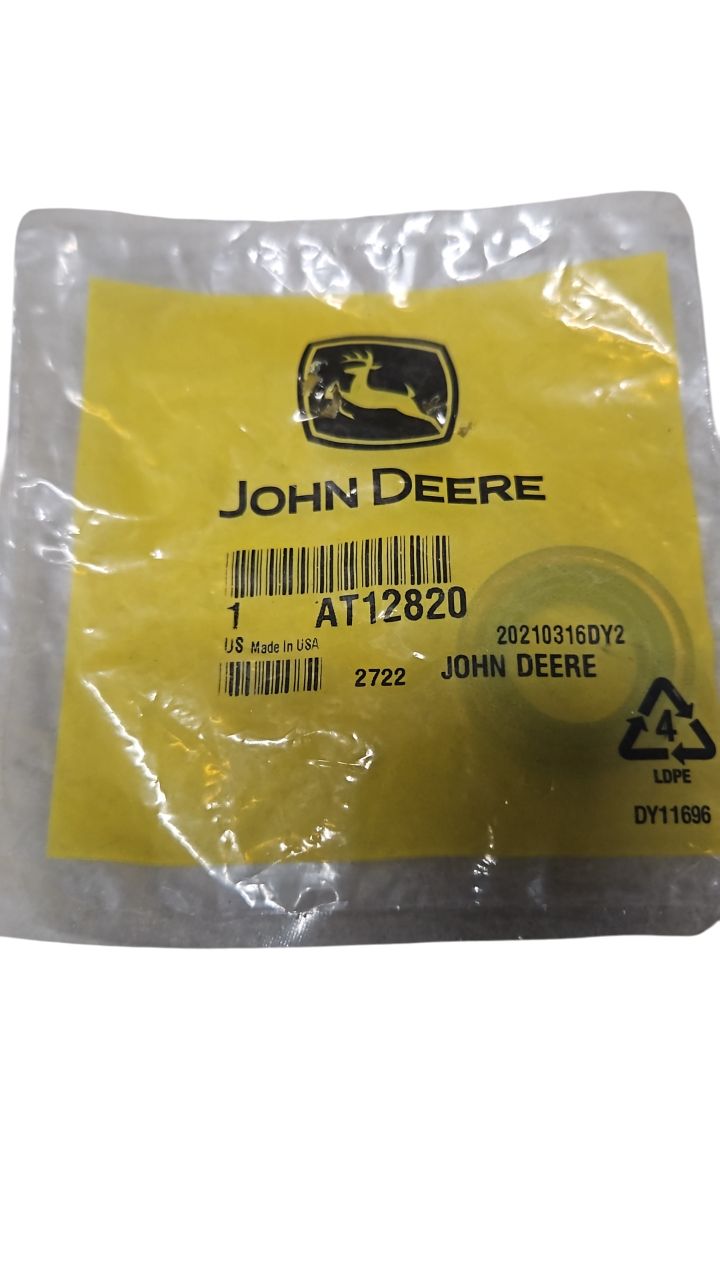 JOHN DEERE
1 AT12820
20210316DY2
US Made In USA
2722 JOHN DEERE
4
LDPE
DY11696